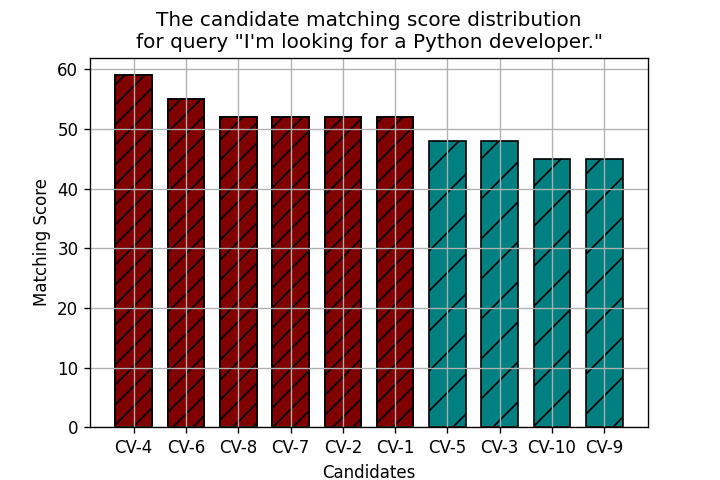 The candidate matching score distribution
for query "I'm looking for a Python developer."
60
50
40
30
20
10
0
Matching Score
CV-4 CV-6 CV-8 CV-7 CV-2 CV-1 CV-5 CV-3 CV-10 CV-9
Candidates